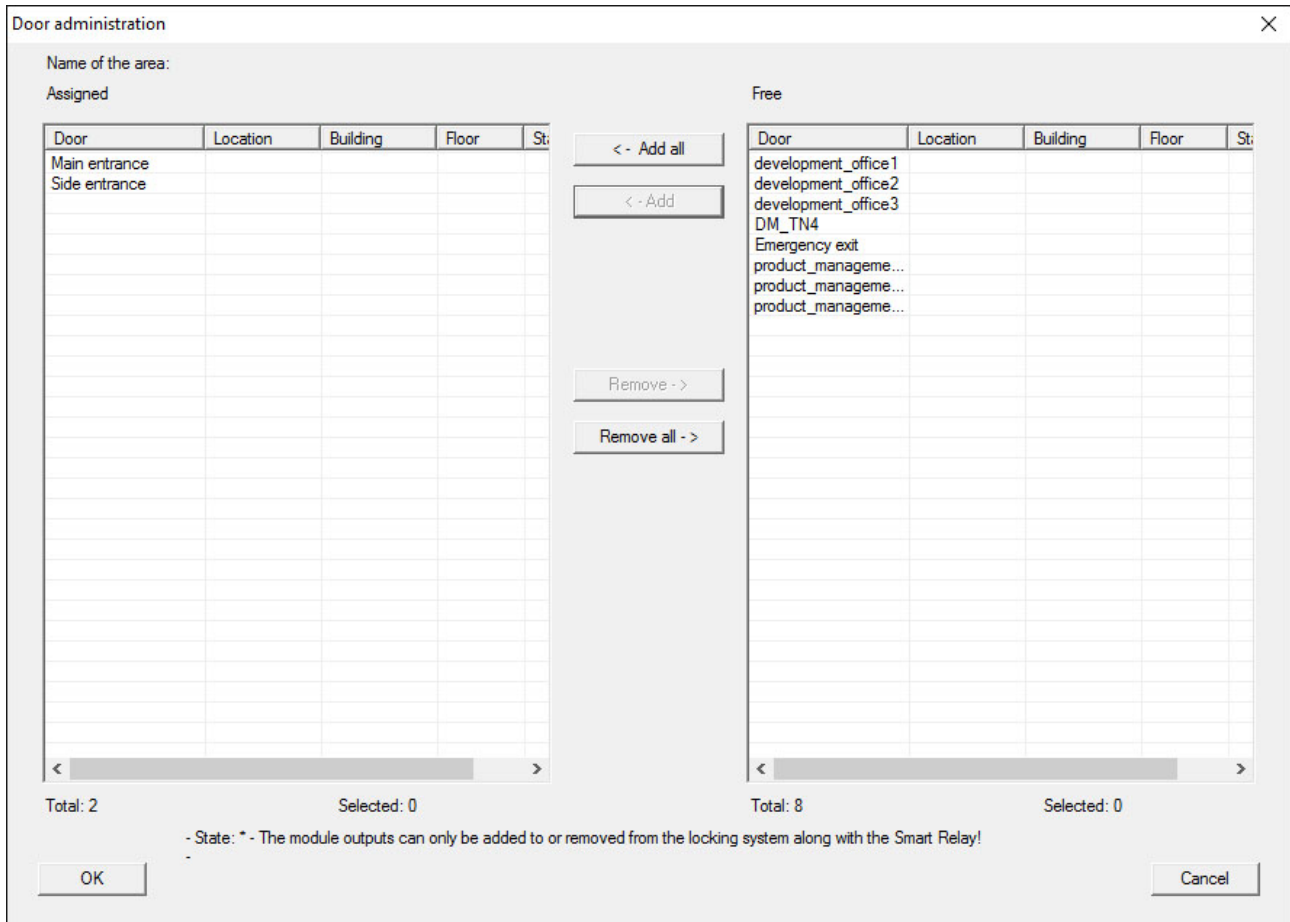 Door administration
Name of the area:
Assigned
Free
Door Location Building Floor Sta
Main entrance
Side entrance
< - Add all
< - Add
Remove - >
Remove all - >
Door Location Building Floor Sta
development_office1
development_office2
development_office3
DM_TN4
Emergency exit
product_manageme...
product_manageme...
product_manageme...
Total: 2 Selected: 0
Total: 8 Selected: 0
- State: * - The module outputs can only be added to or removed from the locking system along with the Smart Relay!
-
OK
Cancel